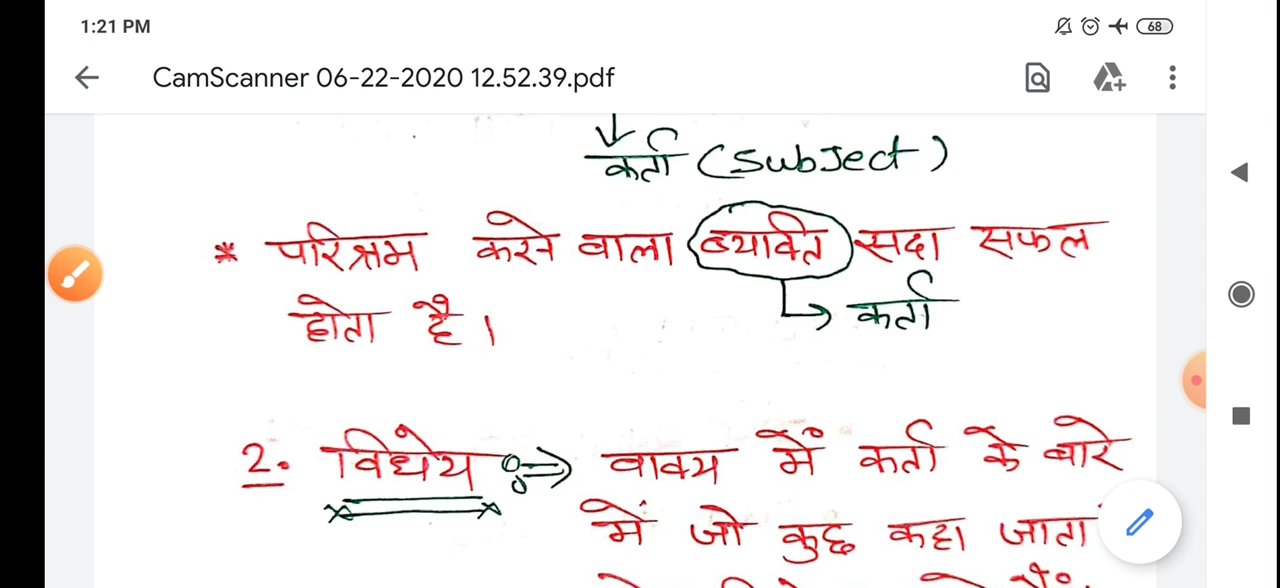 1:21 PM
68
CamScanner 06-22-2020 12.52.39.pdf
कर्ता (Subject)
* परिश्रम करने वाला व्यक्ति सदा सफल
होता है।
कर्ता
2. विधेय वाक्य में कर्ता के बारे
में जो कुछ कहा जाता